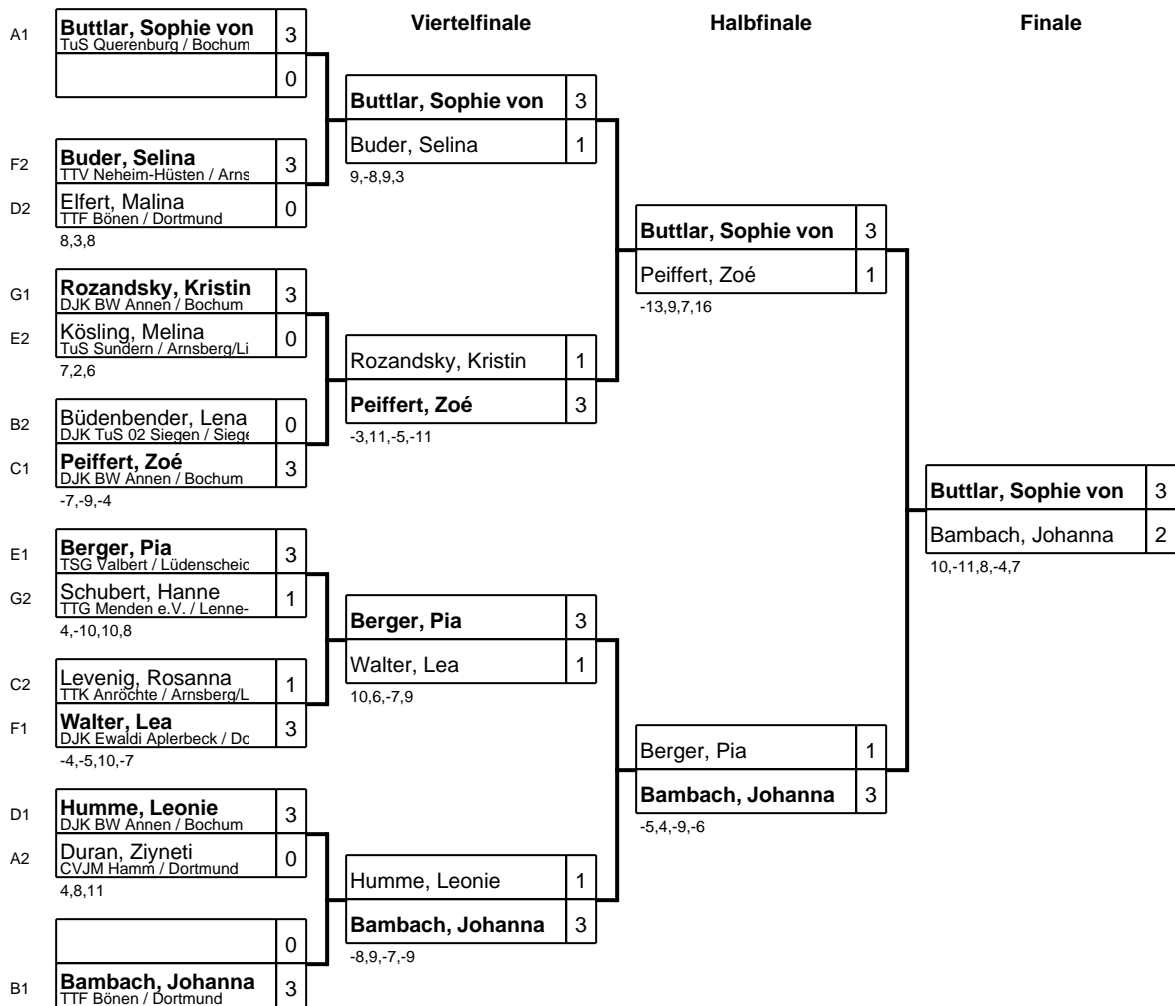 Viertelfinale
Halbfinale
Finale
A1 Buttlar, Sophie von 3
TuS Querenburg / Bochum
0
F2 Buder, Selina 3
TTV Neheim-Hüsten / Arns
D2 Elfert, Malina 0
TTF Bönen / Dortmund
8,3,8
G1 Rozandsky, Kristin 3
DJK BW Annen / Bochum
E2 Kösling, Melina 0
TuS Sundern / Arnsberg/Li
7,2,6
B2 Büdenbender, Lena 0
DJK TuS 02 Siegen / Siege
C1 Peiffert, Zoé 3
DJK BW Annen / Bochum
-7,-9,-4
E1 Berger, Pia 3
TSG Valbert / Lüdenscheid
G2 Schubert, Hanne 1
TTG Menden e.V. / Lenne-
4,-10,10,8
C2 Levenig, Rosanna 1
TTK Anröchte / Arnsberg/L
F1 Walter, Lea 3
DJK Ewaldi Aplerbeck / Do
-4,-5,10,-7
D1 Humme, Leonie 3
DJK BW Annen / Bochum
A2 Duran, Ziyneti 0
CVJM Hamm / Dortmund
4,8,11
0
B1 Bambach, Johanna 3
TTF Bönen / Dortmund
Buttlar, Sophie von 3
Buder, Selina 1
9,-8,9,3
Rozandsky, Kristin 1
Peiffert, Zoé 3
-3,11,-5,-11
Berger, Pia 3
Walter, Lea 1
10,6,-7,9
Humme, Leonie 1
Bambach, Johanna 3
-8,9,-7,-9
Buttlar, Sophie von 3
Peiffert, Zoé 1
-13,9,7,16
Berger, Pia 1
Bambach, Johanna 3
-5,4,-9,-6
Buttlar, Sophie von 3
Bambach, Johanna 2
10,-11,8,-4,7